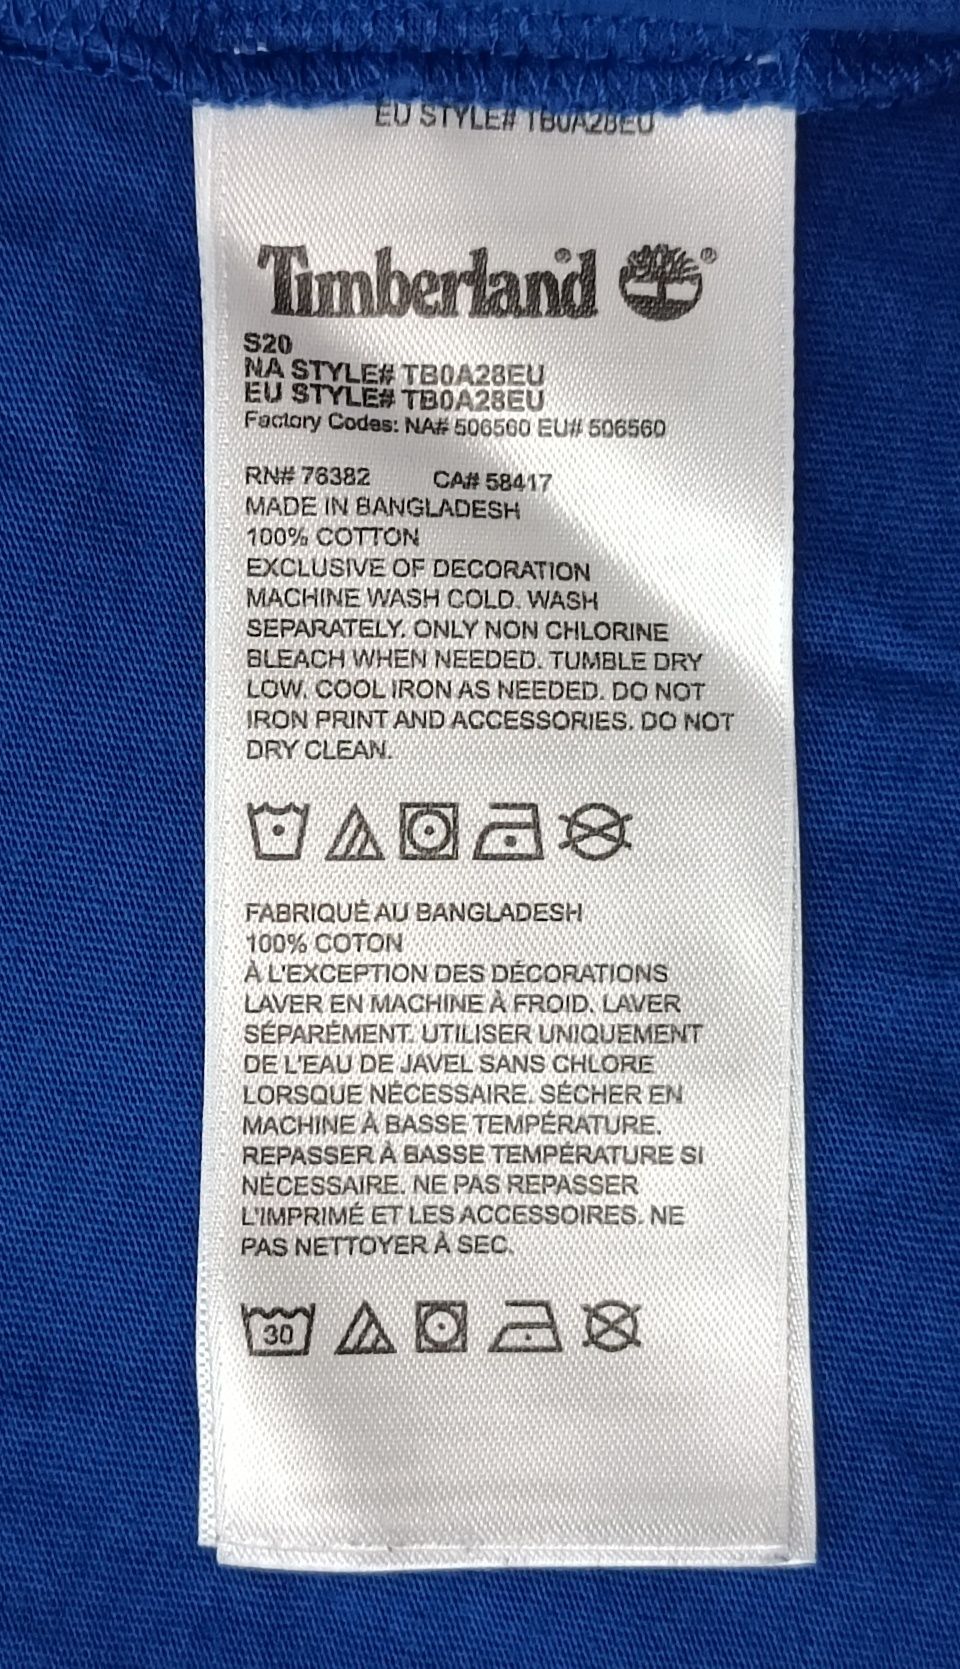 EU STYLE# TB0A28EU
Timberland®®
S20
NA STYLE# TB0A28EU
EU STYLE# TB0A28EU
Factory Codes: NA# 506560 EU# 506560
RN# 76382 CA# 58417
MADE IN BANGLADESH
100% COTTON
EXCLUSIVE OF DECORATION
MACHINE WASH COLD. WASH
SEPARATELY. ONLY NON CHLORINE
BLEACH WHEN NEEDED. TUMBLE DRY
LOW. COOL IRON AS NEEDED. DO NOT
IRON PRINT AND ACCESSORIES. DO NOT
DRY CLEAN.
FABRIQUÉ AU BANGLADESH
100% COTON
À L'EXCEPTION DES DÉCORATIONS
LAVER EN MACHINE À FROID. LAVER
SÉPARÉMENT. UTILISER UNIQUEMENT
DE L'EAU DE JAVEL SANS CHLORE
LORSQUE NÉCESSAIRE. SÉCHER EN
MACHINE À BASSE TEMPÉRATURE.
REPASSER À BASSE TEMPÉRATURE SI
NÉCESSAIRE. NE PAS REPASSER
L'IMPRIMÉ ET LES ACCESSOIRES. NE
PAS NETTOYER À SEC.
30